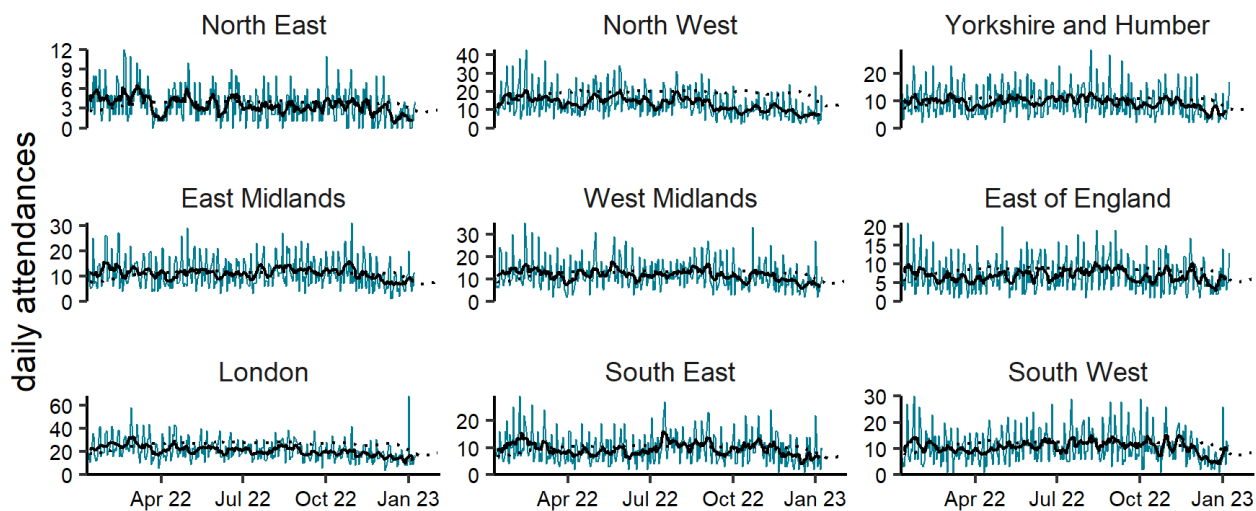 daily attendances
North East
12
9
6
3
0
North West
40
30
20
10
0
Yorkshire and Humber
20
10
0
East Midlands
30
20
10
0
West Midlands
30
20
10
0
East of England
20
15
10
5
0
London
60
40
20
0
South East
20
10
0
South West
30
20
10
0
Apr 22 Jul 22 Oct 22 Jan 23
Apr 22 Jul 22 Oct 22 Jan 23
Apr 22 Jul 22 Oct 22 Jan 23